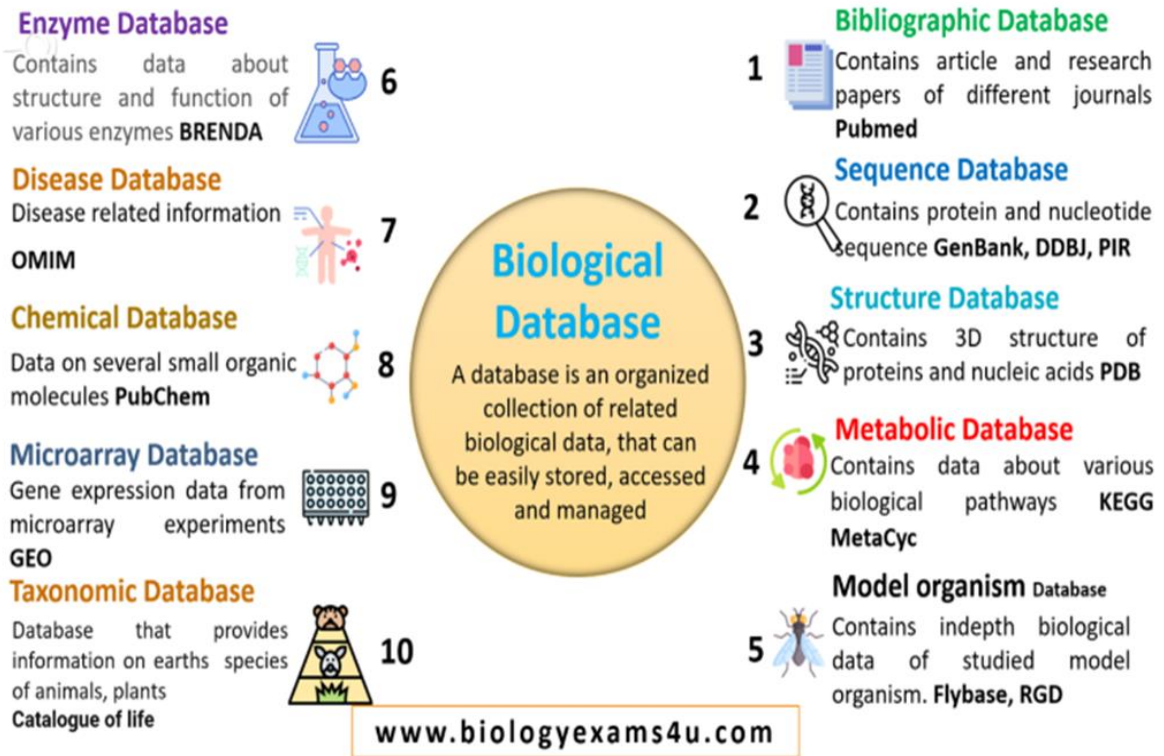 Enzyme Database
Contains data about
structure and function of
various enzymes BRENDA
6
Disease Database
Disease related information
OMIM
7
Chemical Database
Data on several small organic
molecules PubChem
8
Microarray Database
Gene expression data from
microarray experiments
GEO
9
Taxonomic Database
Database that provides
information on earths species
of animals, plants
Catalogue of life
10
Biological
Database
A database is an organized
collection of related
biological data, that can
be easily stored, accessed
and managed
1
Bibliographic Database
Contains article and research
papers of different journals
Pubmed
2
Sequence Database
Contains protein and nucleotide
sequence GenBank, DDBJ, PIR
3
Structure Database
Contains 3D structure of
proteins and nucleic acids PDB
4
Metabolic Database
Contains data about various
biological pathways KEGG
MetaCyc
5
Model organism Database
Contains indepth biological
data of studied model
organism. Flybase, RGD
www.biologyexams4u.com